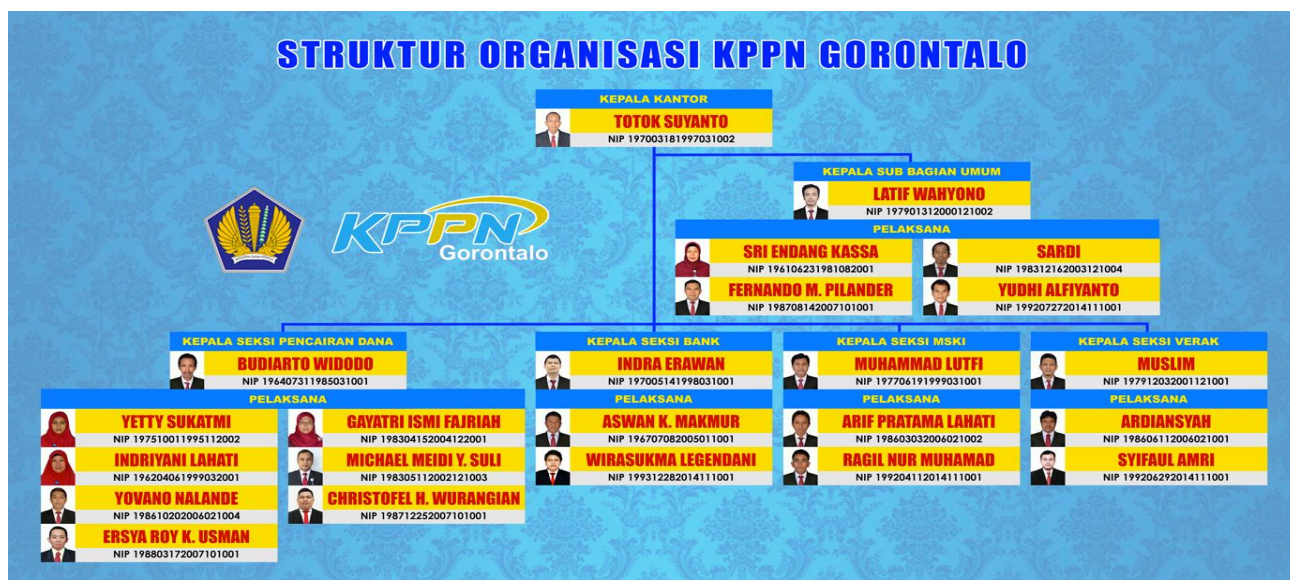 STRUKTUR ORGANISASI KPPN GORONTALO
KEPALA KANTOR
TOTOK SUYANTO
NIP 197003181997031002
KEPALA SUB BAGIAN UMUM
LATIF WAHYONO
NIP 197901312000121002
PELAKSANA
SRI ENDANG KASSA
NIP 196106231981082001
SARDI
NIP 198312162003121004
FERNANDO M. PILANDER
NIP 198708142007101001
YUDHI ALFIYANTO
NIP 199207272014111001
KPPN
Gorontalo
KEPALA SEKSI PENCAIRAN DANA
BUDIARTO WIDODO
NIP 196407311985031001
PELAKSANA
YETTY SUKATMI
NIP 197510011995112002
GAYATRI ISMI FAJRIAH
NIP 198304152004122001
INDRIYANI LAHATI
NIP 196204061999032001
MICHAEL MEIDI Y. SULI
NIP 198305112002121003
YOVANO NALANDE
NIP 198610202006021004
CHRISTOFEL H. WURANGIAN
NIP 198712252007101001
ERSYA ROY K. USMAN
NIP 198803172007101001
KEPALA SEKSI BANK
INDRA ERAWAN
NIP 197005141998031001
PELAKSANA
ASWAN K. MAKMUR
NIP 196707082005011001
WIRASUKMA LEGENDANI
NIP 199312282014111001
KEPALA SEKSI MSKI
MUHAMMAD LUTFI
NIP 197706191999031001
PELAKSANA
ARIF PRATAMA LAHATI
NIP 198603032006021002
RAGIL NUR MUHAMAD
NIP 199204112014111001
KEPALA SEKSI VERAK
MUSLIM
NIP 197912032001121001
PELAKSANA
ARDIANSYAH
NIP 198606112006021001
SYIFAUL AMRI
NIP 199206292014111001